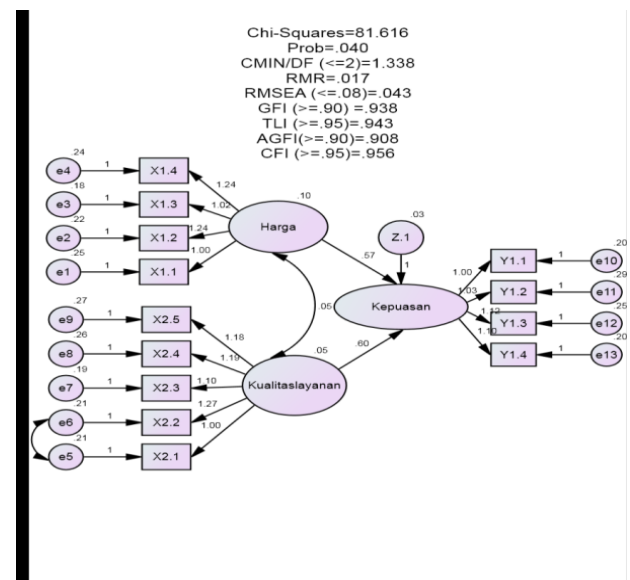 Chi-Squares=81.616
Prob=.040
CMIN/DF (<=2)=1.338
RMR=.017
RMSEA (<=.08)=.043
GFI (>=.90) =.938
TLI (>=.95)=.943
AGFI(>=.90)=.908
CFI (>=.95)=.956
.24
e4 1 X1.4 1.24
.18
e3 1 X1.3 1.02
.22
e2 1 X1.2 1.24
.25
e1 1 X1.1 1.00
.10
Harga
.57
.03
Z.1
1
Kepuasan
.05
.60
.05
Kualitaslayanan
.27
e9 1 X2.5 1.18
.26
e8 1 X2.4 1.19
.19
e7 1 X2.3 1.10
.21
e6 1 X2.2 1.27
.21
e5 1 X2.1 1.00
.20
1.00 Y1.1 1 e10
.29
1.03 Y1.2 1 e11
.25
1.12 Y1.3 1 e12
.20
1.10 Y1.4 1 e13